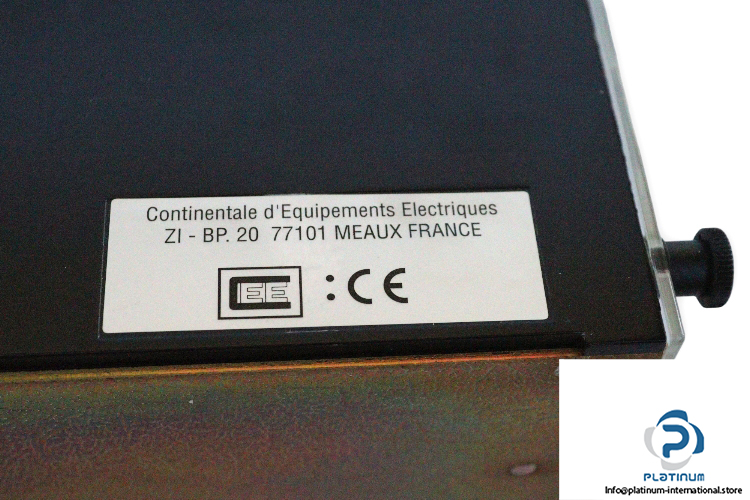 Continentale d'Equipements Electriques
ZI - BP. 20 77101 MEAUX FRANCE
CEE : CE
PLATINUM
Info@platinum-international.store